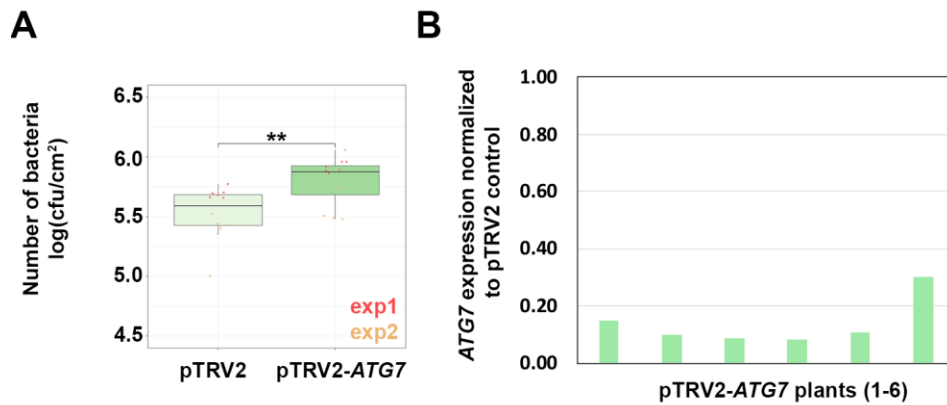 A
Number of bacteria
log(cfu/cm²)
6.5
6.0
5.5
5.0
4.5
**
exp1
exp2
pTRV2
pTRV2-ATG7
B
ATG7 expression normalized
to pTRV2 control
1.00
0.80
0.60
0.40
0.20
0.00
pTRV2-ATG7 plants (1-6)